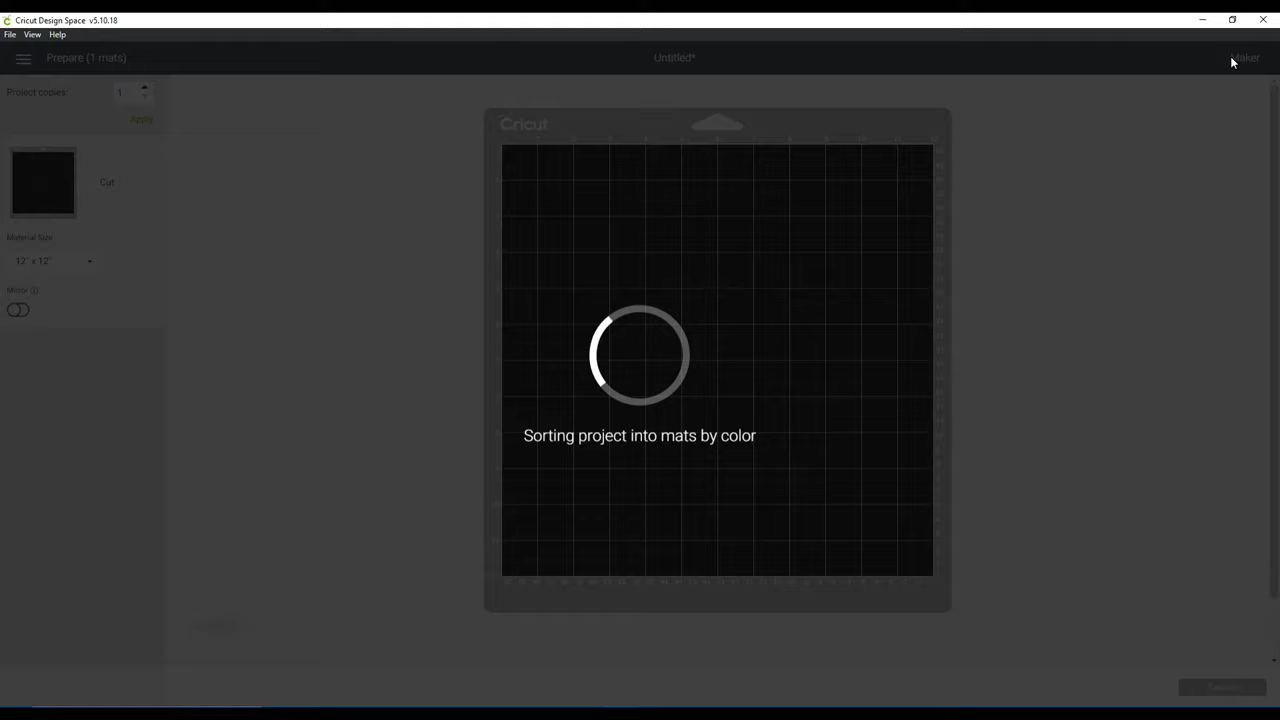 Cricut Design Space v5.10.18
File View Help
Prepare (1 mats)
Untitled*
Maker
Project copies:
1
Apply
Cricut
Cut
Material Size
12" x 12"
Mirror
Sorting project into mats by color